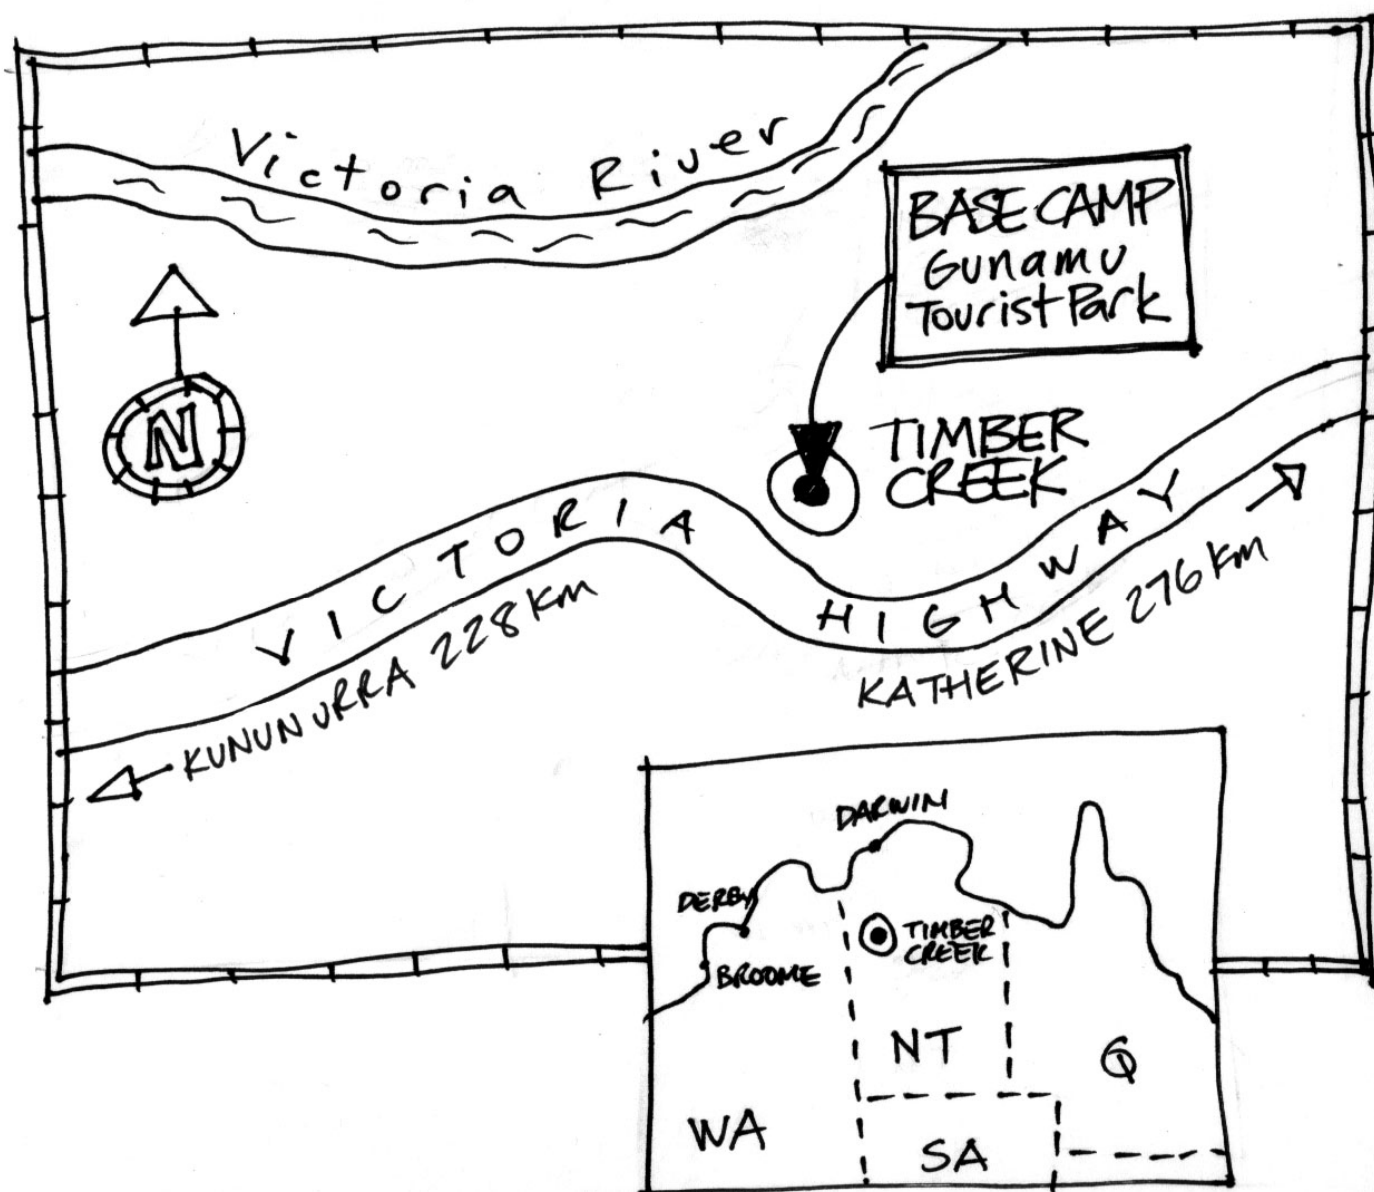 Victoria River
BASE CAMP
Gunamu
Tourist Park
N
TIMBER
CREEK
VICTORIA HIGHWAY
KUNUNURRA 228 Km
KATHERINE 276 Km
DARWIN
DERBY
TIMBER
CREEK
BROOME
NT
Q
WA
SA